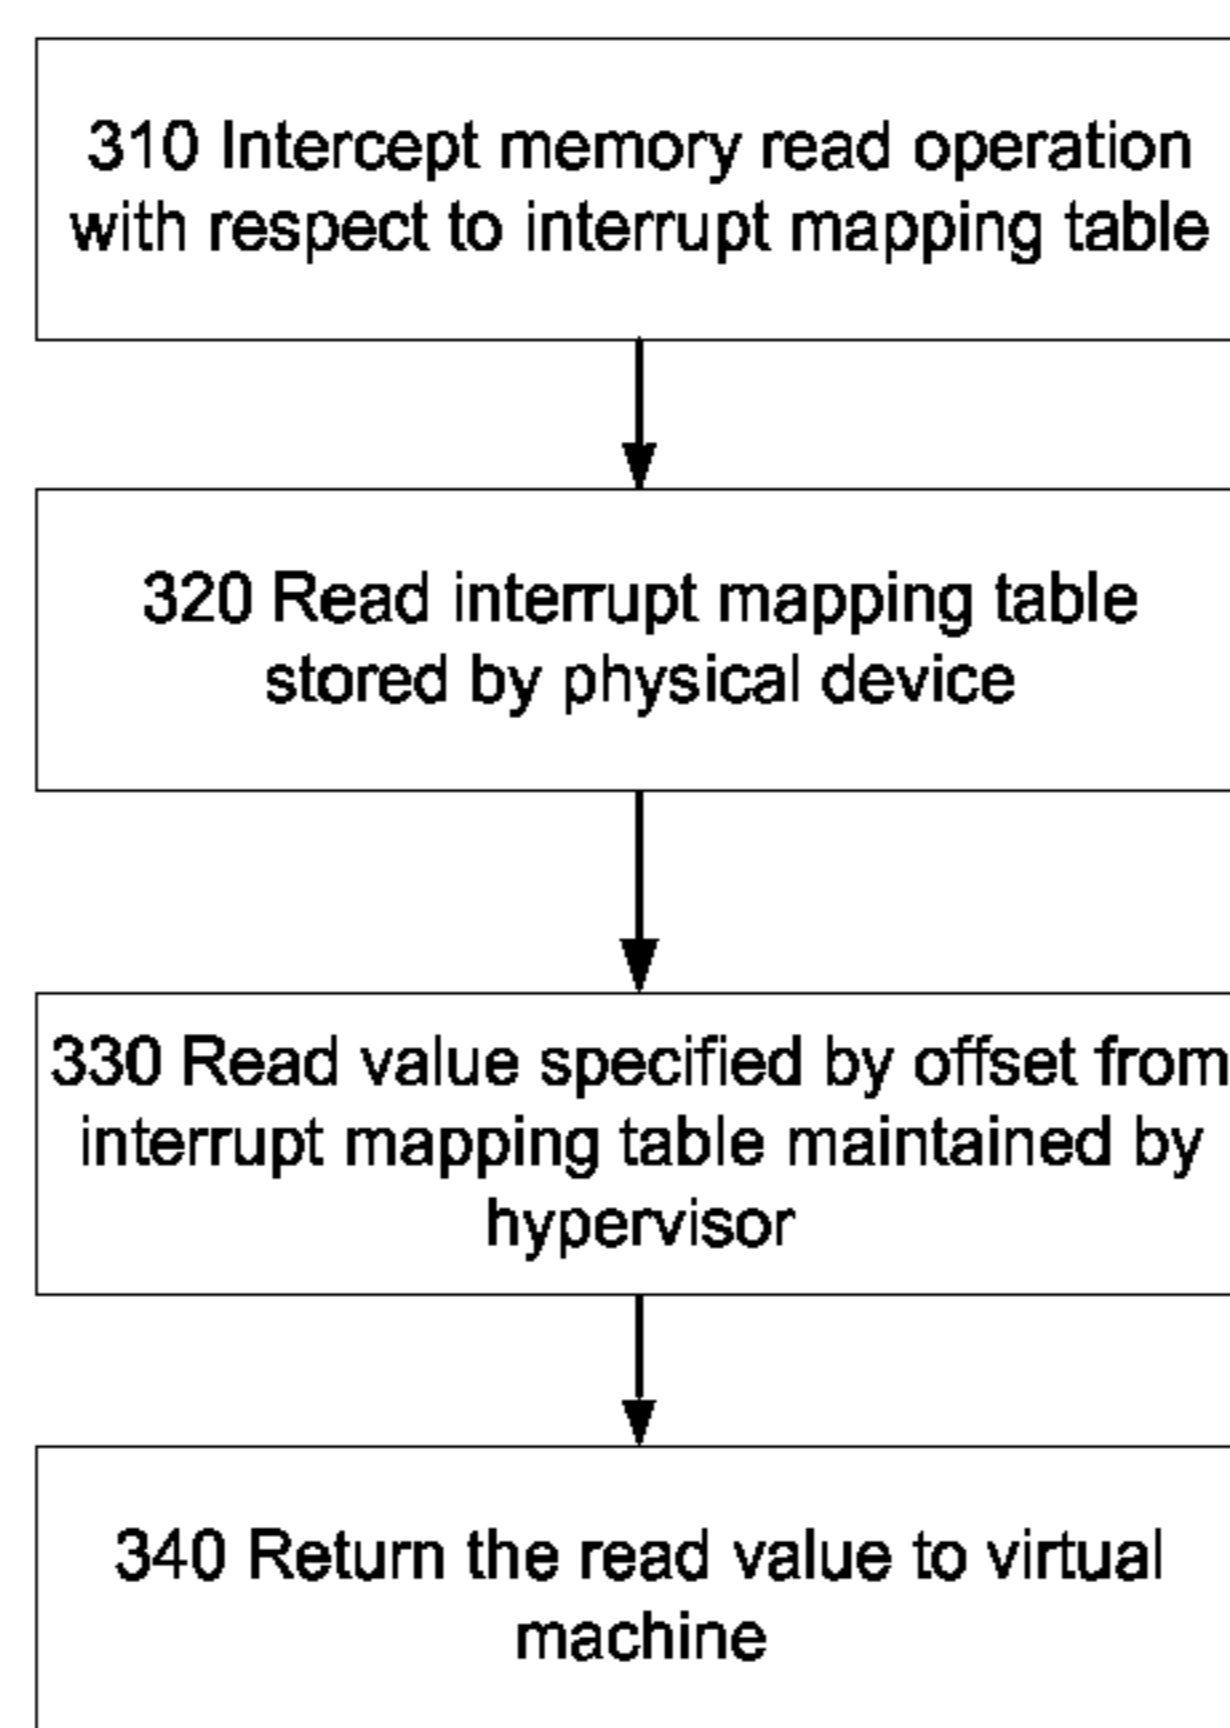 310 Intercept memory read operation
with respect to interrupt mapping table
320 Read interrupt mapping table
stored by physical device
330 Read value specified by offset from
interrupt mapping table maintained by
hypervisor
340 Return the read value to virtual
machine